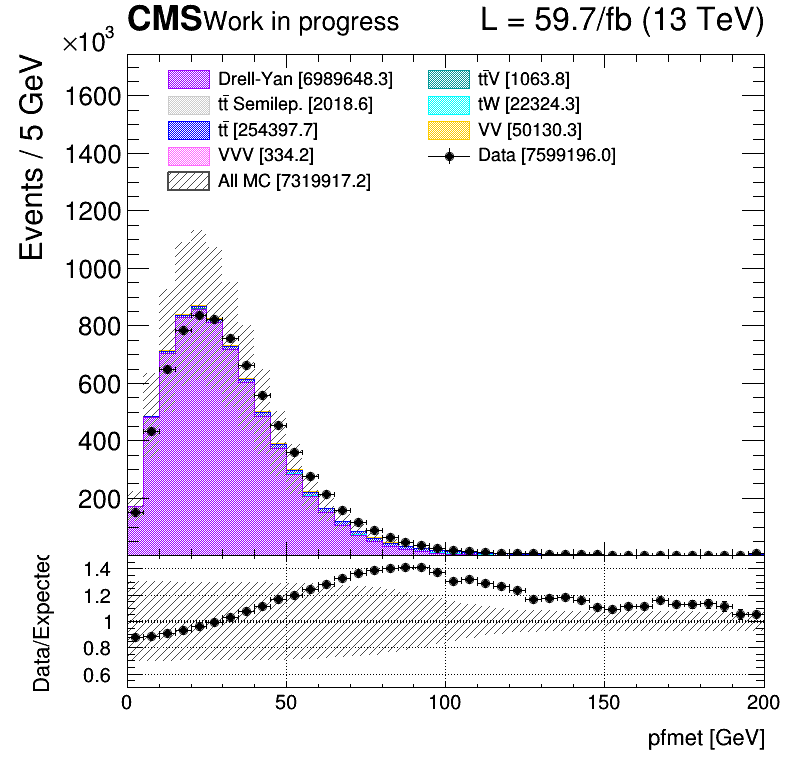 CMS Work in progress L = 59.7/fb (13 TeV)
×10³
Events / 5 GeV
Drell-Yan [6989648.3]
tt̄ Semilep. [2018.6]
tt̄ [254397.7]
VVV [334.2]
All MC [7319917.2]
tt̄V [1063.8]
tW [22324.3]
VV [50130.3]
Data [7599196.0]
1600
1400
1200
1000
800
600
400
200
Data/Expected
1.4
1.2
1
0.8
0.6
0 50 100 150 200
pfmet [GeV]